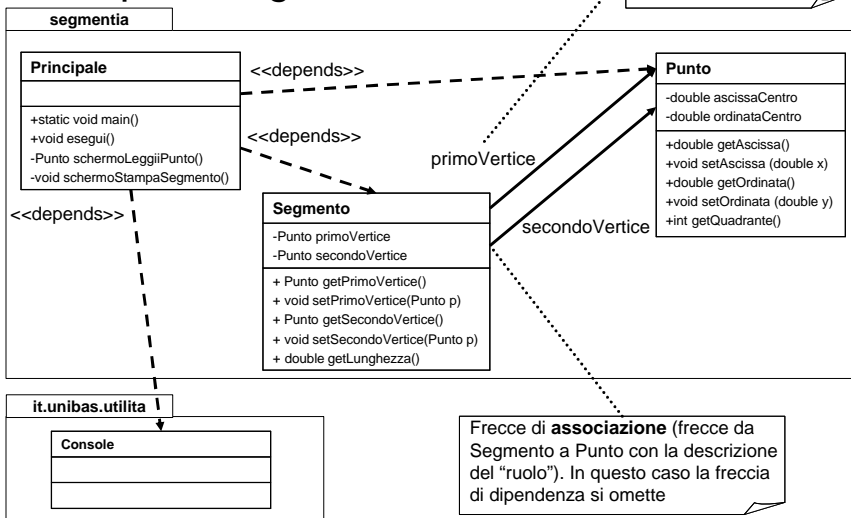 segmentia
Principale
+static void main()
+void esegui()
-Punto schermoLeggiiPunto()
-void schermoStampaSegmento()
<<depends>>
<<depends>>
<<depends>>
primoVertice
secondoVertice
Punto
-double ascissaCentro
-double ordinataCentro
+double getAscissa()
+void setAscissa (double x)
+double getOrdinata()
+void setOrdinata (double y)
+int getQuadrante()
Segmento
-Punto primoVertice
-Punto secondoVertice
+ Punto getPrimoVertice()
+ void setPrimoVertice(Punto p)
+ Punto getSecondoVertice()
+ void setSecondoVertice(Punto p)
+ double getLunghezza()
it.unibas.utilita
Console
Frecce di associazione (frecce da
Segmento a Punto con la descrizione
del “ruolo”). In questo caso la freccia
di dipendenza si omette